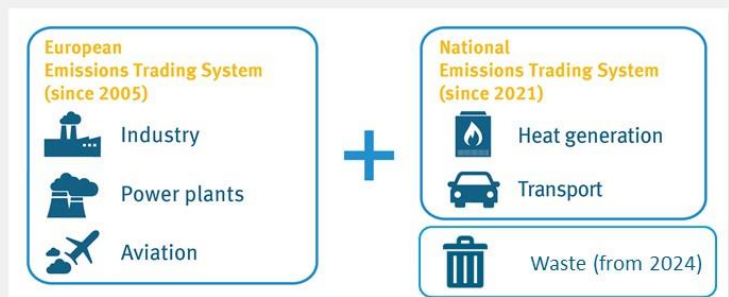 European
Emissions Trading System
(since 2005)
Industry
Power plants
Aviation
+
National
Emissions Trading System
(since 2021)
Heat generation
Transport
Waste (from 2024)